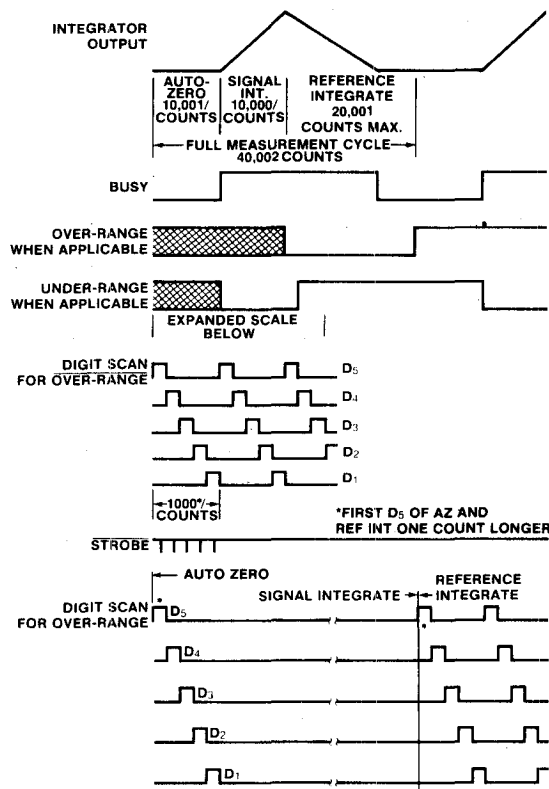 INTEGRATOR
OUTPUT
AUTO-
ZERO
10,001/
COUNTS
SIGNAL
INT.
10,000/
COUNTS
REFERENCE
INTEGRATE
20,001
COUNTS MAX.
FULL MEASUREMENT CYCLE
40,002 COUNTS
BUSY
OVER-RANGE
WHEN APPLICABLE
UNDER-RANGE
WHEN APPLICABLE
EXPANDED SCALE
BELOW
DIGIT SCAN
FOR OVER-RANGE
D5
D4
D3
D2
D1
1000*/
COUNTS
*FIRST D5 OF AZ AND
REF INT ONE COUNT LONGER
STROBE
AUTO ZERO
SIGNAL INTEGRATE
REFERENCE
INTEGRATE
DIGIT SCAN
FOR OVER-RANGE
* D5
*
D4
D3
D2
D1